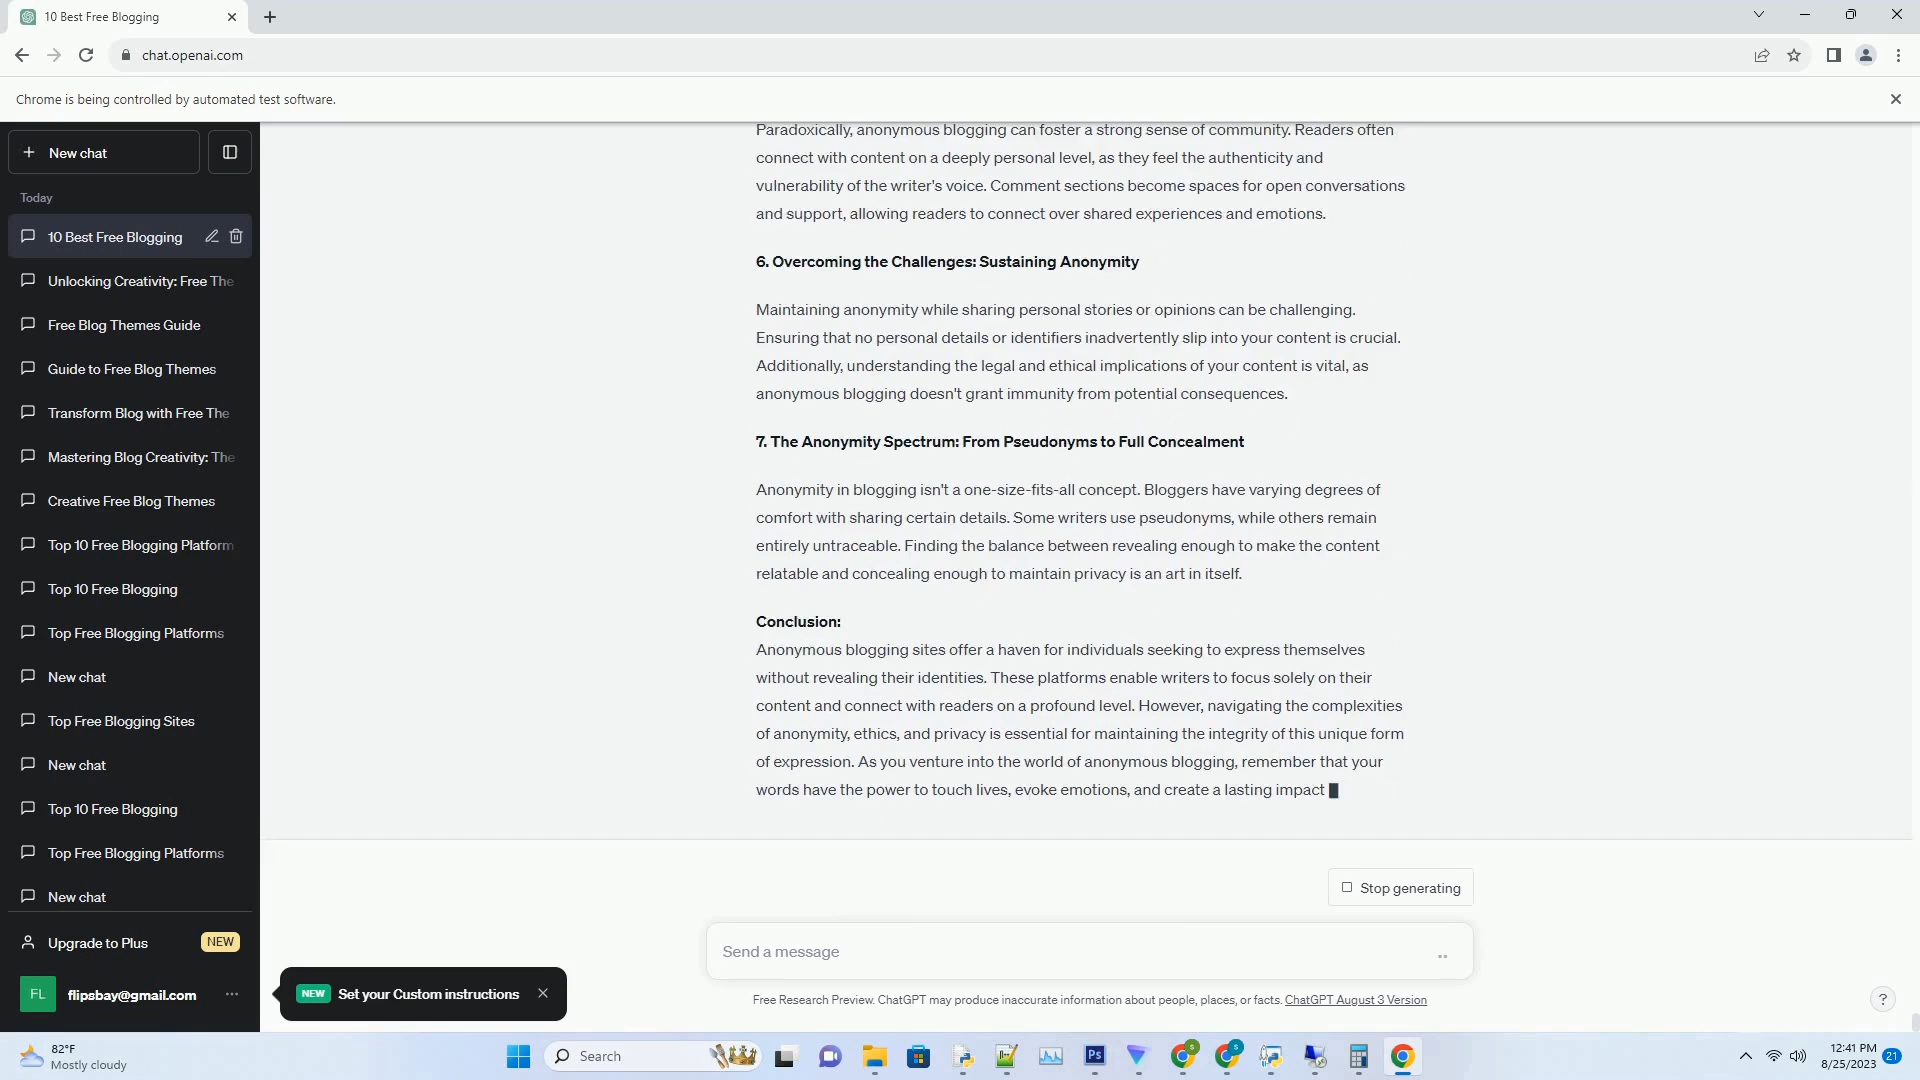 10 Best Free Blogging
chat.openai.com
Chrome is being controlled by automated test software.
New chat
Today
10 Best Free Blogging
Unlocking Creativity: Free The
Free Blog Themes Guide
Guide to Free Blog Themes
Transform Blog with Free The
Mastering Blog Creativity: The
Creative Free Blog Themes
Top 10 Free Blogging Platform
Top 10 Free Blogging
Top Free Blogging Platforms
New chat
Top Free Blogging Sites
New chat
Top 10 Free Blogging
Top Free Blogging Platforms
New chat
Upgrade to Plus
NEW
FL
flipsbay@gmail.com
Paradoxically, anonymous blogging can foster a strong sense of community. Readers often
connect with content on a deeply personal level, as they feel the authenticity and
vulnerability of the writer's voice. Comment sections become spaces for open conversations
and support, allowing readers to connect over shared experiences and emotions.
6. Overcoming the Challenges: Sustaining Anonymity
Maintaining anonymity while sharing personal stories or opinions can be challenging.
Ensuring that no personal details or identifiers inadvertently slip into your content is crucial.
Additionally, understanding the legal and ethical implications of your content is vital, as
anonymous blogging doesn't grant immunity from potential consequences.
7. The Anonymity Spectrum: From Pseudonyms to Full Concealment
Anonymity in blogging isn't a one-size-fits-all concept. Bloggers have varying degrees of
comfort with sharing certain details. Some writers use pseudonyms, while others remain
entirely untraceable. Finding the balance between revealing enough to make the content
relatable and concealing enough to maintain privacy is an art in itself.
Conclusion:
Anonymous blogging sites offer a haven for individuals seeking to express themselves
without revealing their identities. These platforms enable writers to focus solely on their
content and connect with readers on a profound level. However, navigating the complexities
of anonymity, ethics, and privacy is essential for maintaining the integrity of this unique form
of expression. As you venture into the world of anonymous blogging, remember that your
words have the power to touch lives, evoke emotions, and create a lasting impact
Stop generating
Send a message
NEW Set your Custom instructions
Free Research Preview. ChatGPT may produce inaccurate information about people, places, or facts. ChatGPT August 3 Version
?
82°F
Mostly cloudy
Search
Ps
S
S
12:41 PM
8/25/2023
21